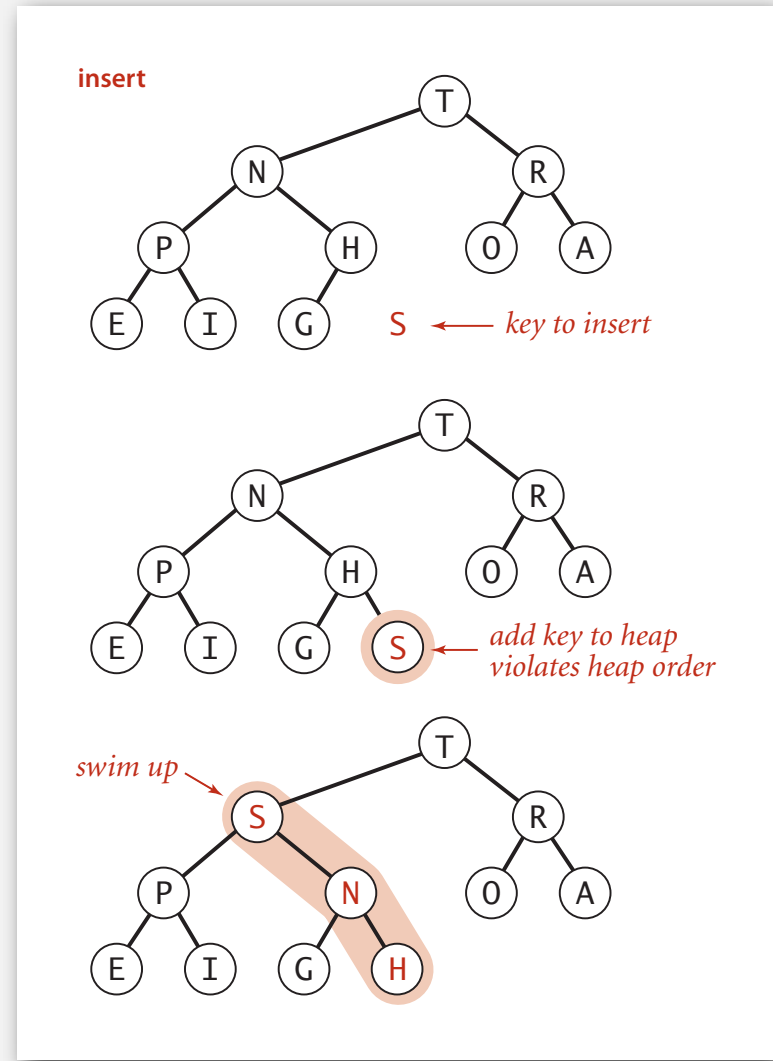 insert
T
N R
P H O A
E I G S key to insert
T
N R
P H O A
E I G S add key to heap
violates heap order
T
swim up
S R
P N O A
E I G H